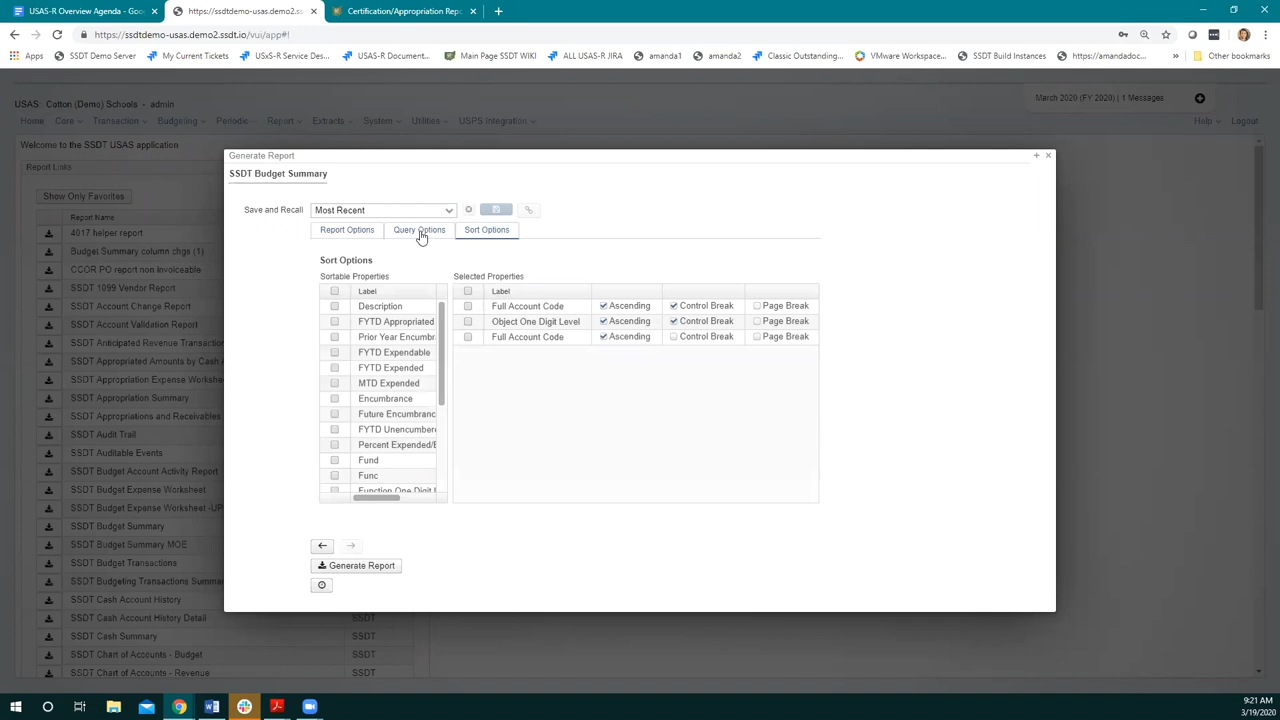 USAS-R Overview Agenda - Goo
https://ssdtdemo-usas.demo2.ssd
Certification/Appropriation Repo
https://ssdtdemo-usas.demo2.ssdt.io/vui/app#!
Apps
SSDT Demo Server
My Current Tickets
USxS-R Service Des...
USAS-R Document...
Main Page SSDT WIKI
ALL USAS-R JIRA
amanda1
amanda2
Classic Outstanding...
VMware Workspace...
SSDT Build Instances
https://amandadoc...
»
Other bookmarks
USAS: Cotton (Demo) Schools - admin
March 2020 (FY 2020) | 1 Messages
Home Core Transaction Budgeting Periodic Report Extracts System Utilities USPS Integration Help Logout
Welcome to the SSDT USAS application
Report Links
Show Only Favorites
Report Name
4017 helper report
Budget Summary column chgs (1)
CCOR PO report non invoiceable
SSDT 1099 Vendor Report
SSDT Account Change Report
SSDT Account Validation Report
SSDT Anticipated Revenue Transact
SSDT Appropriated Amounts by Cash
SSDT Appropriation Expense Worksh
SSDT Appropriation Summary
SSDT Appropriations and Receivables
SSDT Audit Trail
SSDT Auditable Events
SSDT Budget Account Activity Report
SSDT Budget Expense Worksheet
SSDT Budget Expense Worksheet -UP
SSDT Budget Summary
SSDT Budget Summary MOE
SSDT Budget Transactions
SSDT Budgeting Transactions Summa
SSDT Cash Account History
SSDT Cash Account History Detail SSDT
SSDT Cash Summary SSDT
SSDT Chart of Accounts - Budget SSDT
SSDT Chart of Accounts - Revenue SSDT
Generate Report
SSDT Budget Summary
Save and Recall
Most Recent
Report Options
Query Options
Sort Options
Sort Options
Sortable Properties
Label
Description
FYTD Appropriated
Prior Year Encumbr
FYTD Expendable
FYTD Expended
MTD Expended
Encumbrance
Future Encumbranc
FYTD Unencumbere
Percent Expended/E
Fund
Func
Function One Digit
Selected Properties
Label
Full Account Code Ascending Control Break Page Break
Object One Digit Level Ascending Control Break Page Break
Full Account Code Ascending Control Break Page Break
Generate Report
9:21 AM
3/19/2020